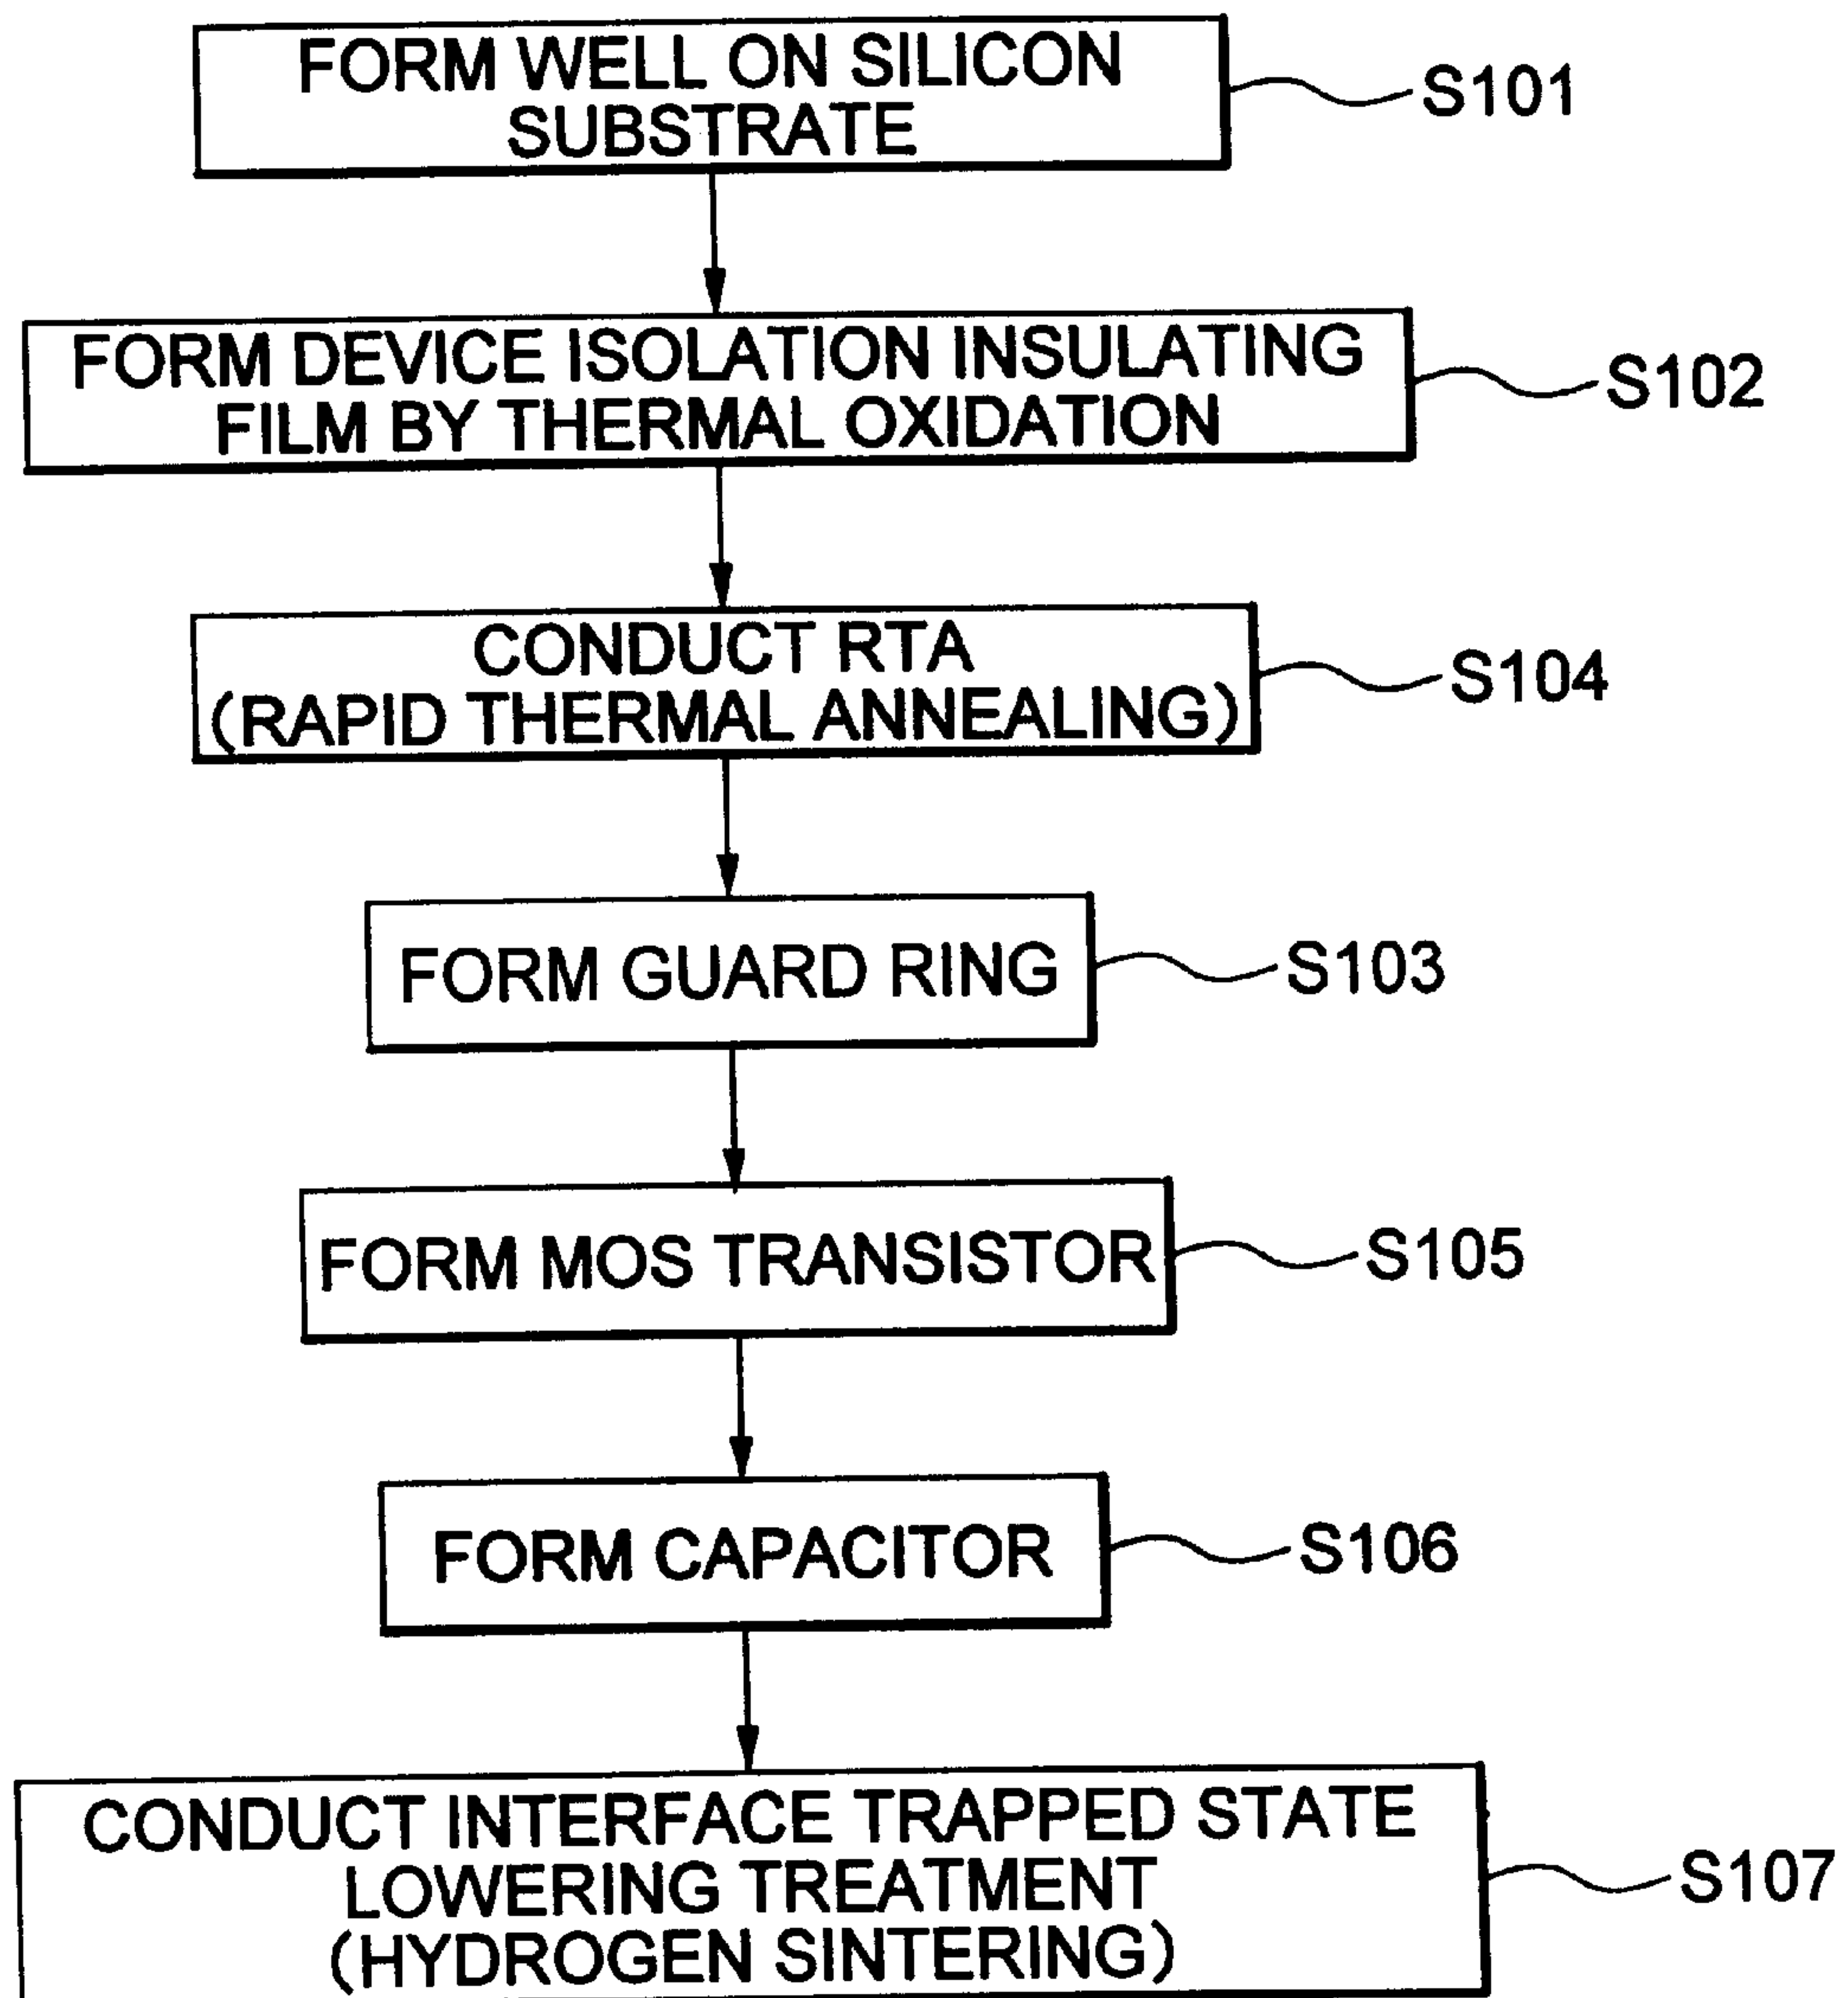 FORM WELL ON SILICON
SUBSTRATE
S101
FORM DEVICE ISOLATION INSULATING
FILM BY THERMAL OXIDATION
S102
CONDUCT RTA
(RAPID THERMAL ANNEALING)
S104
FORM GUARD RING
S103
FORM MOS TRANSISTOR
S105
FORM CAPACITOR
S106
CONDUCT INTERFACE TRAPPED STATE
LOWERING TREATMENT
(HYDROGEN SINTERING)
S107